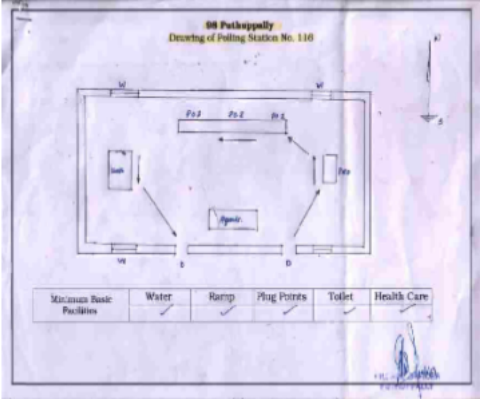 98 Puthuppally
Drawing of Polling Station No. 116
N
W
W
PO.3 PO.2 PO.1
Agents
W
D
D
S
Minimum Basic Facilities
Water
Ramp
Plug Points
Toilet
Health Care